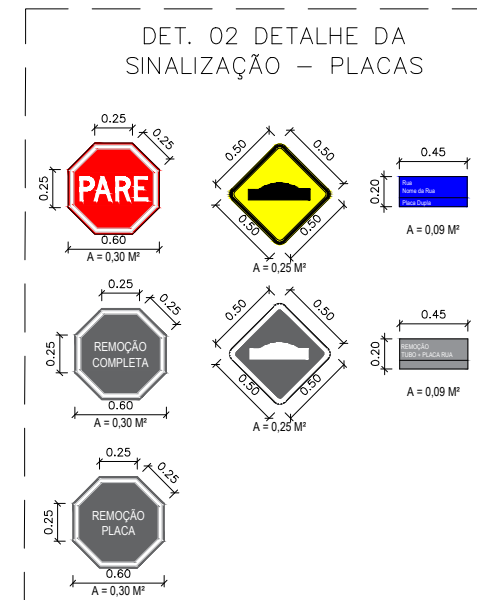 DET. 02 DETALHE DA
SINALIZAÇÃO – PLACAS
0.25
0.25
0.25
PARE
0.60
A = 0,30 M²
0.50
0.50
0.50
0.50
A = 0,25 M²
0.45
0.20
Rua
Nome da Rua
Placa Dupla
A = 0,09 M²
0.25
0.25
0.25
REMOÇÃO
COMPLETA
0.60
A = 0,30 M²
0.50
0.50
0.50
0.50
A = 0,25 M²
0.45
0.20
REMOÇÃO
TUBO + PLACA RUA
A = 0,09 M²
0.25
0.25
0.25
REMOÇÃO
PLACA
0.60
A = 0,30 M²